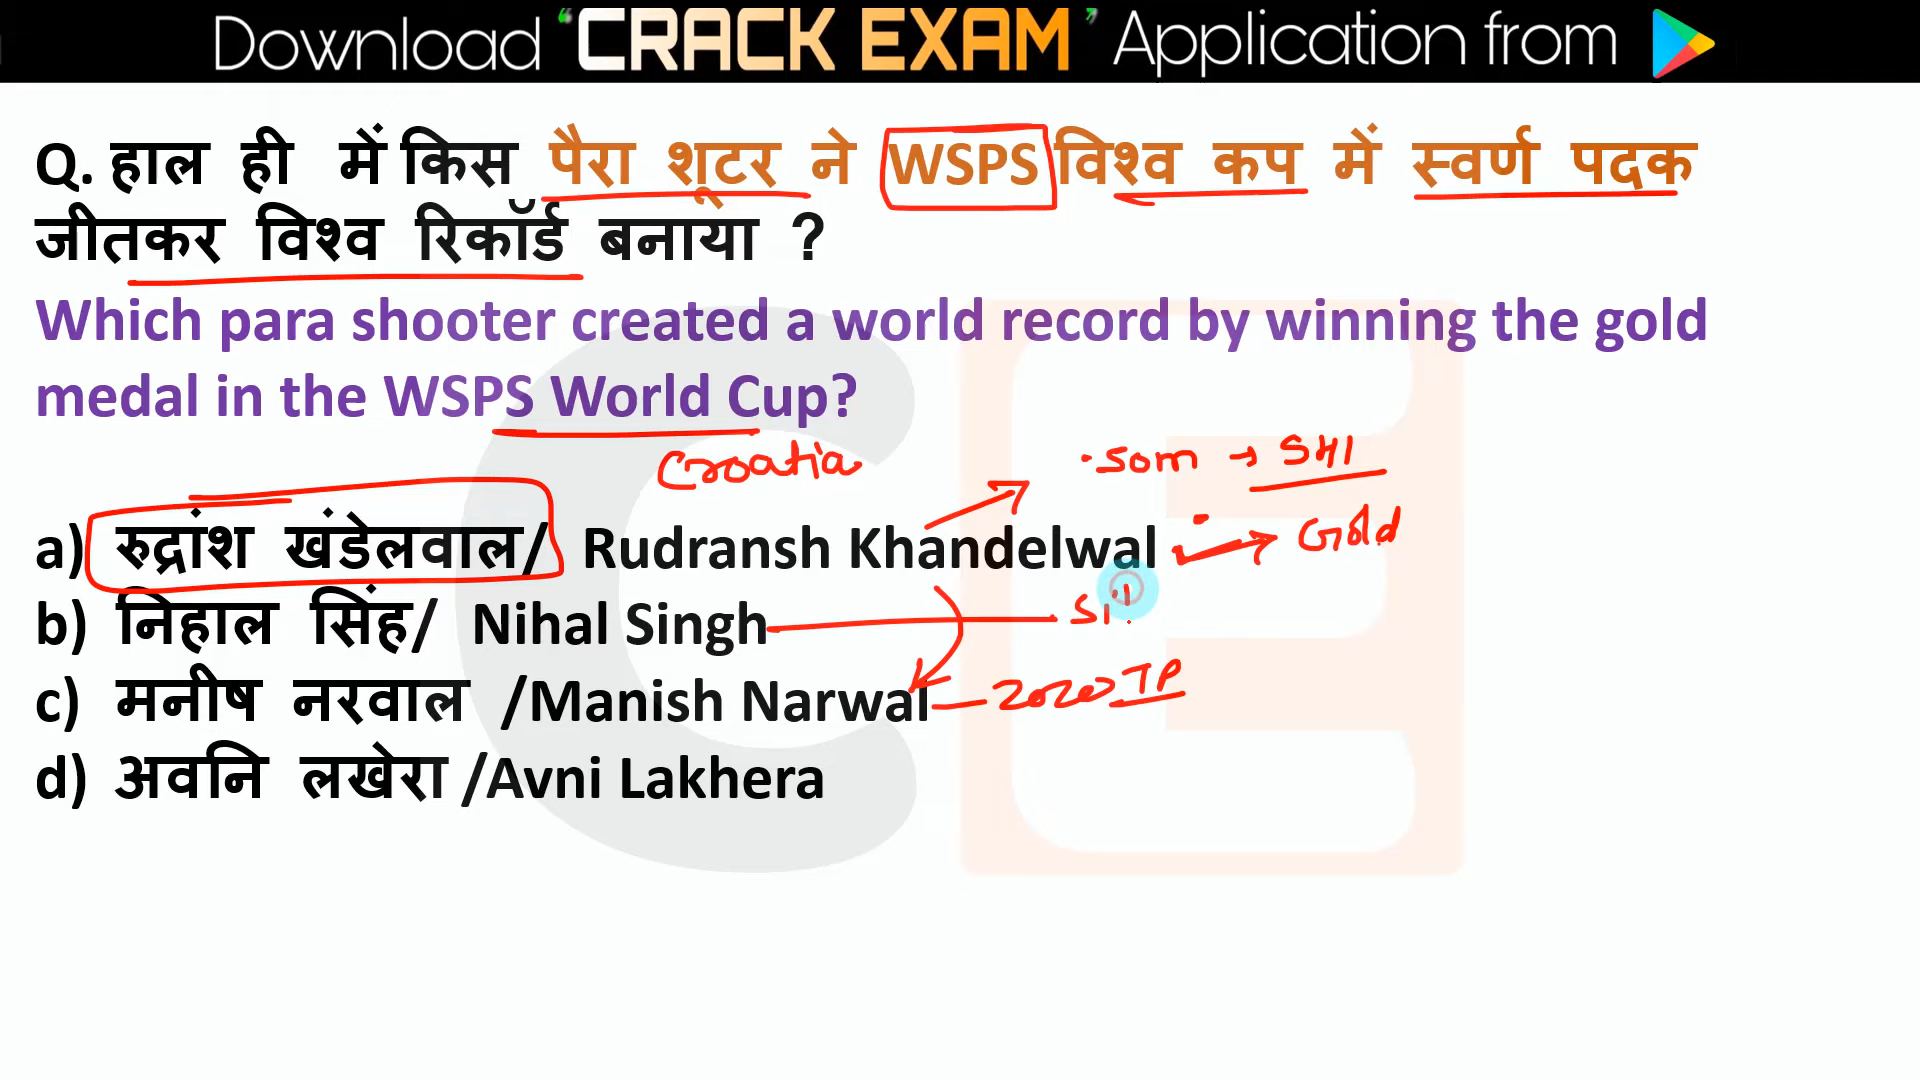 Download ‘CRACK EXAM’ Application from
Q. हाल ही में किस पैरा शूटर ने WSPS विश्व कप में स्वर्ण पदक
जीतकर विश्व रिकॉर्ड बनाया ?
Which para shooter created a world record by winning the gold
medal in the WSPS World Cup?
Croatia
50m → SH1
a) रुद्रांश खंडेलवाल/ Rudransh Khandelwal → Gold
b) निहाल सिंह/ Nihal Singh
c) मनीष नरवाल /Manish Narwal 2020 TP
d) अवनि लखेरा /Avni Lakhera